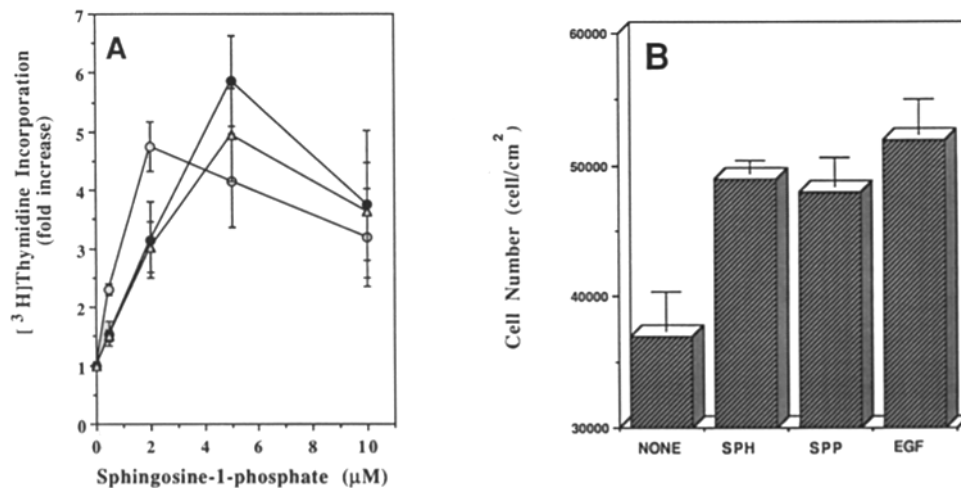 A
[³H]Thymidine Incorporation
(fold increase)
7
6
5
4
3
2
1
0
0 2 4 6 8 10
Sphingosine-1-phosphate (μM)
B
Cell Number (cell/cm²)
60000
50000
40000
30000
NONE SPH SPP EGF